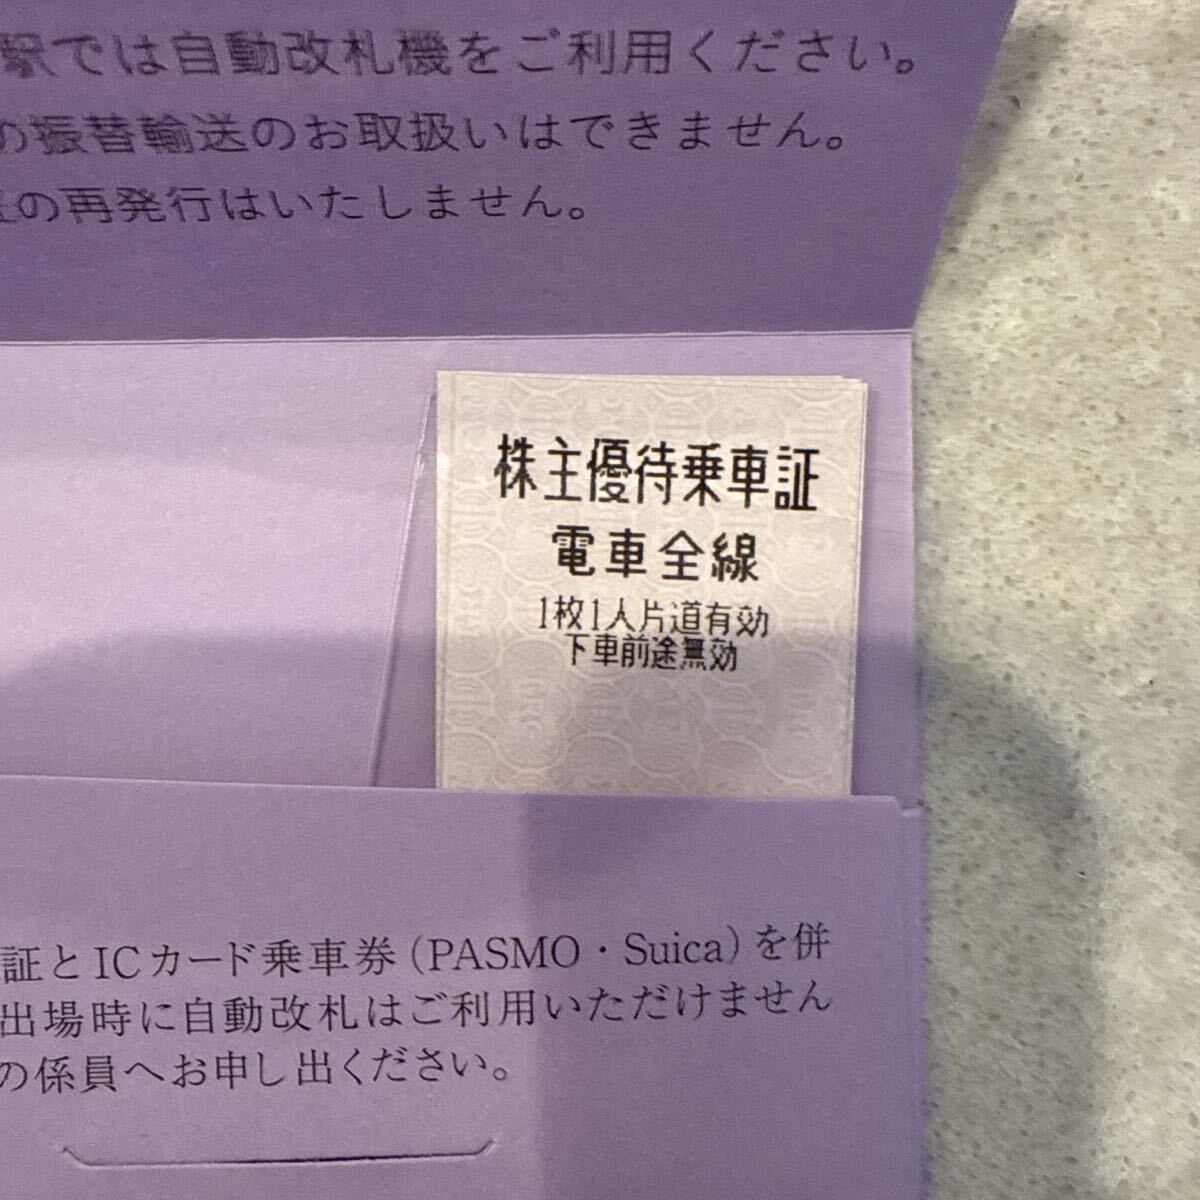 駅では自動改札機をご利用ください。
の振替輸送のお取扱いはできません。
の再発行はいたしません。
株主優待乗車証
電車全線
1枚1人片道有効
下車前途無効
証とICカード乗車券(PASMO・Suica)を併
出場時に自動改札はご利用いただけません
の係員へお申し出ください。